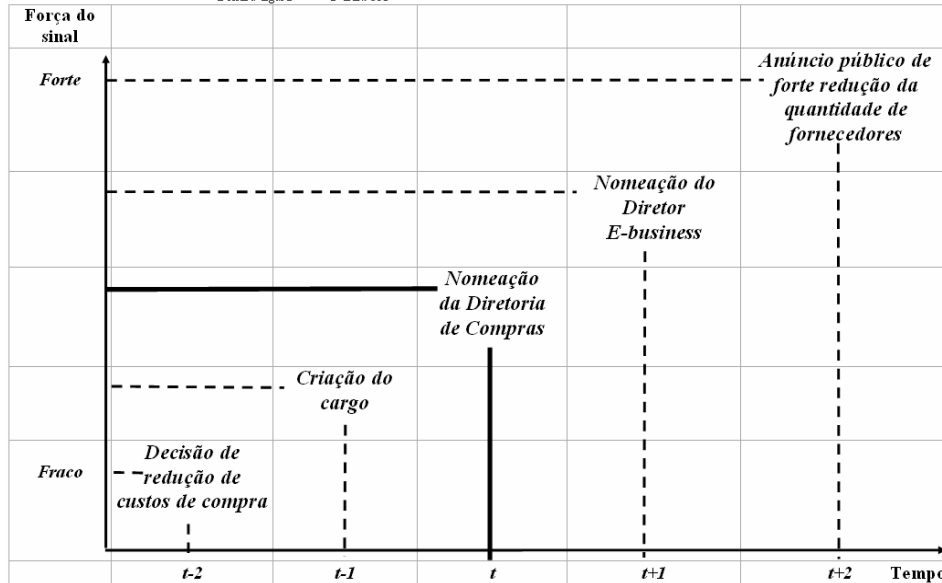 Força do
sinal
Forte
Anúncio público de
forte redução da
quantidade de
fornecedores
Nomeação do
Diretor
E-business
Nomeação
da Diretoria
de Compras
Criação do
cargo
Fraco
Decisão de
redução de
custos de compra
t-2
t-1
t
t+1
t+2
Tempo